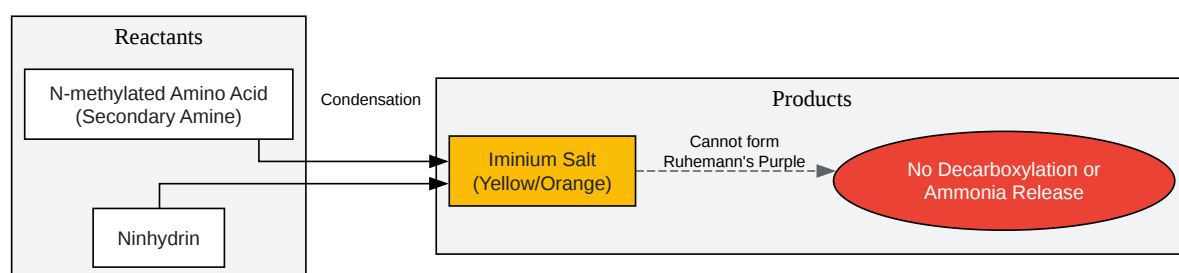 Reactants
N-methylated Amino Acid
(Secondary Amine)
Ninhydrin
Condensation
Products
Iminium Salt
(Yellow/Orange)
Cannot form
Ruhemann's Purple
No Decarboxylation or
Ammonia Release